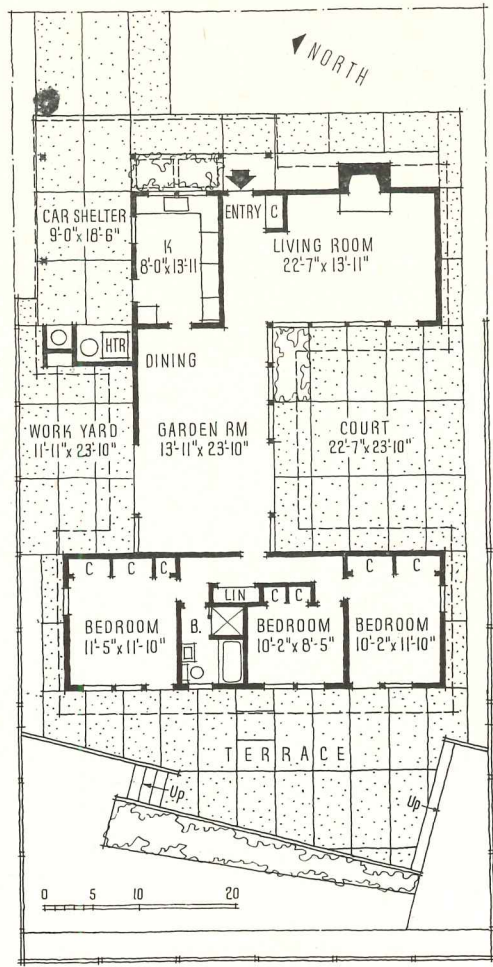 NORTH
CAR SHELTER
9'-0" x 18'-6"
ENTRY
C
LIVING ROOM
22'-7" x 13'-11"
K
8'-0" x 13'-11
HTR
DINING
WORK YARD
11'-11" x 23'-10"
GARDEN RM
13'-11" x 23'-10"
COURT
22'-7" x 23'-10"
C
C
C
C
C
LIN
C
C
BEDROOM
11'-5" x 11'-10"
B.
BEDROOM
10'-2" x 8'-5"
BEDROOM
10'-2" x 11'-10"
TERRACE
Up
Up
0 5 10 20